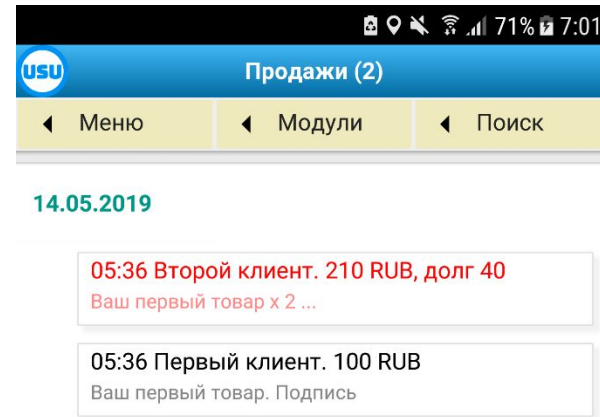 71% 7:01
USU
Продажи (2)
Меню Модули Поиск
14.05.2019
05:36 Второй клиент. 210 RUB, долг 40
Ваш первый товар x 2 ...
05:36 Первый клиент. 100 RUB
Ваш первый товар. Подпись